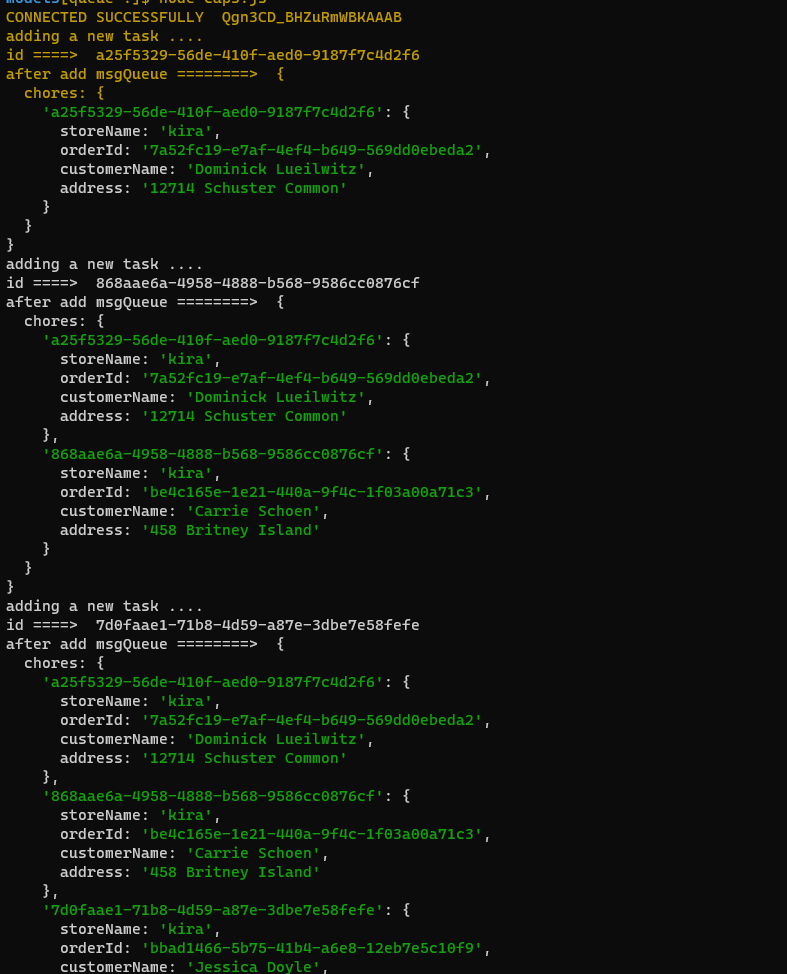 CONNECTED SUCCESSFULLY  Qgn3CD_BHZuRmWBKAAAB
adding a new task ....
id ====>  a25f5329-56de-410f-aed0-9187f7c4d2f6
after add msgQueue ========>  {
  chores: {
    'a25f5329-56de-410f-aed0-9187f7c4d2f6': {
      storeName: 'kira',
      orderId: '7a52fc19-e7af-4ef4-b649-569dd0ebeda2',
      customerName: 'Dominick Lueilwitz',
      address: '12714 Schuster Common'
    }
  }
}
adding a new task ....
id ====>  868aae6a-4958-4888-b568-9586cc0876cf
after add msgQueue ========>  {
  chores: {
    'a25f5329-56de-410f-aed0-9187f7c4d2f6': {
      storeName: 'kira',
      orderId: '7a52fc19-e7af-4ef4-b649-569dd0ebeda2',
      customerName: 'Dominick Lueilwitz',
      address: '12714 Schuster Common'
    },
    '868aae6a-4958-4888-b568-9586cc0876cf': {
      storeName: 'kira',
      orderId: 'be4c165e-1e21-440a-9f4c-1f03a00a71c3',
      customerName: 'Carrie Schoen',
      address: '458 Britney Island'
    }
  }
}
adding a new task ....
id ====>  7d0faae1-71b8-4d59-a87e-3dbe7e58fefe
after add msgQueue ========>  {
  chores: {
    'a25f5329-56de-410f-aed0-9187f7c4d2f6': {
      storeName: 'kira',
      orderId: '7a52fc19-e7af-4ef4-b649-569dd0ebeda2',
      customerName: 'Dominick Lueilwitz',
      address: '12714 Schuster Common'
    },
    '868aae6a-4958-4888-b568-9586cc0876cf': {
      storeName: 'kira',
      orderId: 'be4c165e-1e21-440a-9f4c-1f03a00a71c3',
      customerName: 'Carrie Schoen',
      address: '458 Britney Island'
    },
    '7d0faae1-71b8-4d59-a87e-3dbe7e58fefe': {
      storeName: 'kira',
      orderId: 'bbad1466-5b75-41b4-a6e8-12eb7e5c10f9',
      customerName: 'Jessica Doyle',